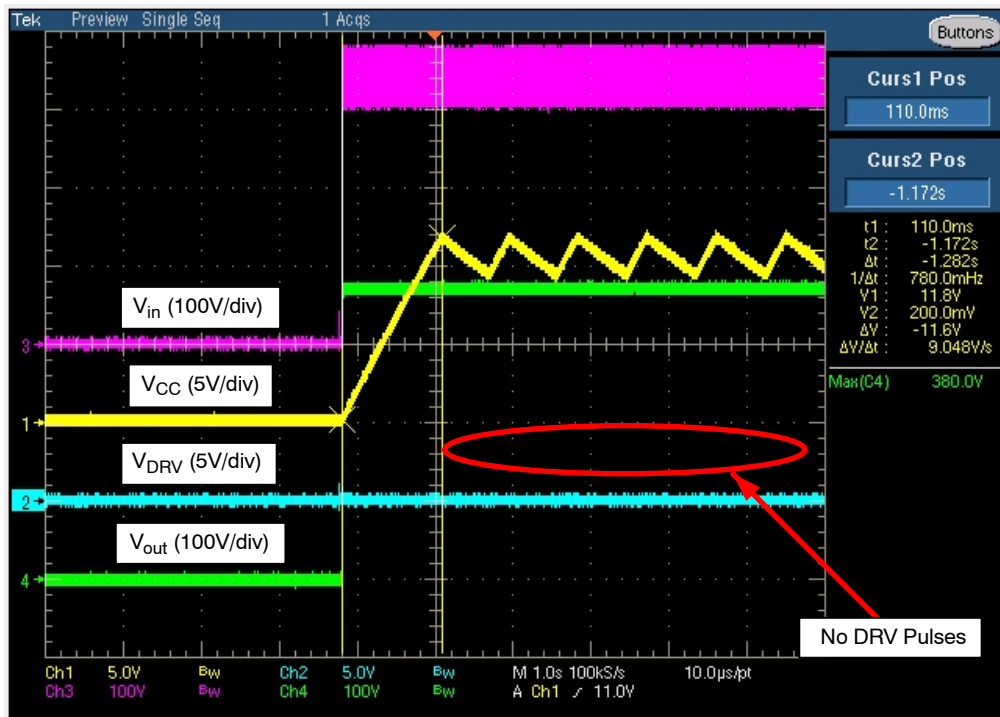 Tek Preview Single Seq 1 Acqs
Buttons
Curs1 Pos
110.0ms
Curs2 Pos
-1.172s
t1 : 110.0ms
t2 : -1.172s
Δt : -1.282s
1/Δt : 780.0mHz
V1 : 11.8V
V2 : 200.0mV
ΔV : -11.6V
ΔV/Δt : 9.048V/s
Max(C4) 380.0V
Vin (100V/div)
3
VCC (5V/div)
1
VDRV (5V/div)
2
Vout (100V/div)
4
No DRV Pulses
Ch1 5.0V BW Ch2 5.0V BW M 1.0s 100kS/s 10.0µs/pt
Ch3 100V BW Ch4 100V BW A Ch1 ⁄ 11.0V